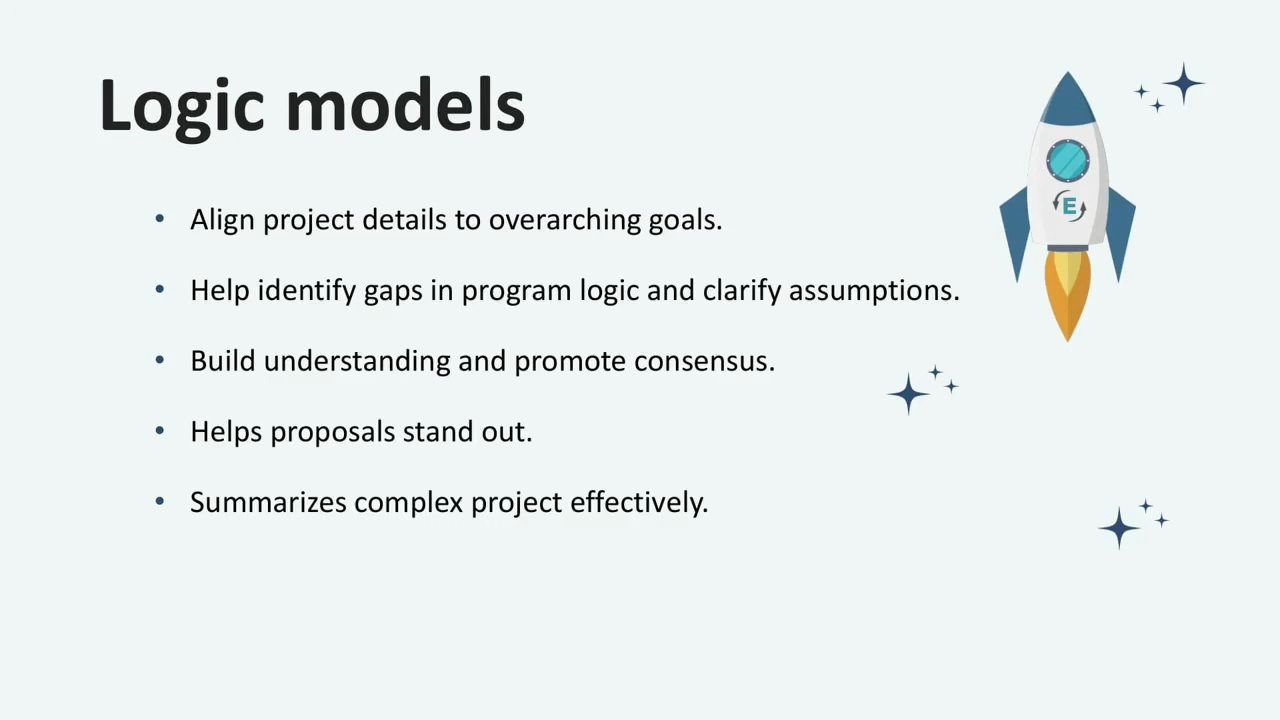 Logic models
• Align project details to overarching goals.
• Help identify gaps in program logic and clarify assumptions.
• Build understanding and promote consensus.
• Helps proposals stand out.
• Summarizes complex project effectively.
E